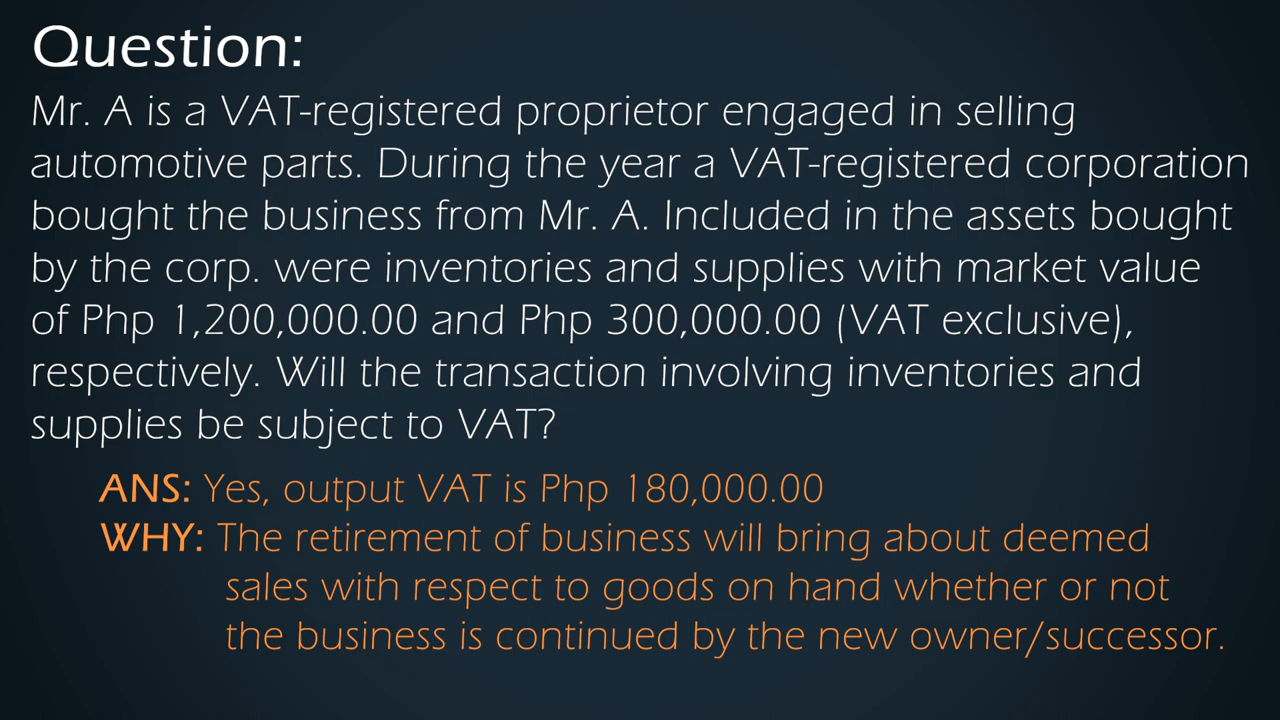 Question:
Mr. A is a VAT-registered proprietor engaged in selling
automotive parts. During the year a VAT-registered corporation
bought the business from Mr. A. Included in the assets bought
by the corp. were inventories and supplies with market value
of Php 1,200,000.00 and Php 300,000.00 (VAT exclusive),
respectively. Will the transaction involving inventories and
supplies be subject to VAT?
ANS: Yes, output VAT is Php 180,000.00
WHY: The retirement of business will bring about deemed
sales with respect to goods on hand whether or not
the business is continued by the new owner/successor.